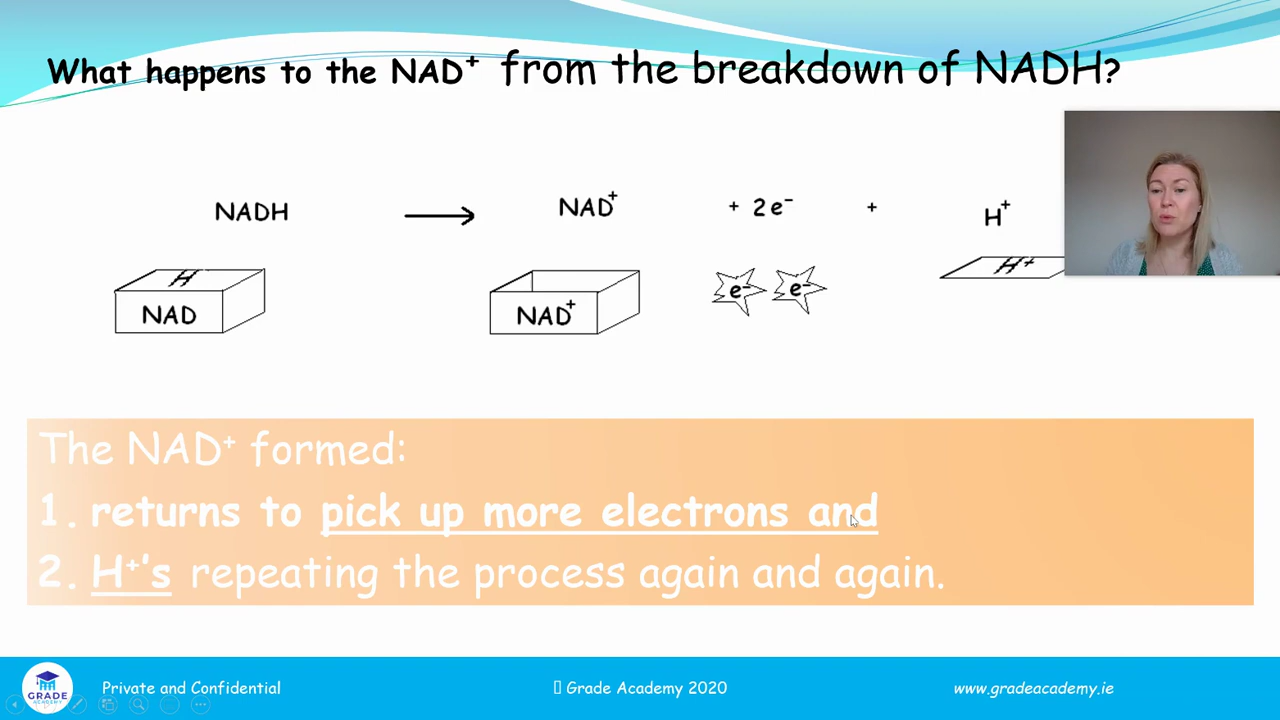 What happens to the NAD⁺ from the breakdown of NADH?
NADH → NAD⁺ + 2e⁻ + H⁺
H
NAD
NAD⁺
e⁻ e⁻
H⁺
The NAD⁺ formed:
1. returns to pick up more electrons and
2. H⁺'s repeating the process again and again.
GRADE
ACADEMY
Private and Confidential
Grade Academy 2020
www.gradeacademy.ie